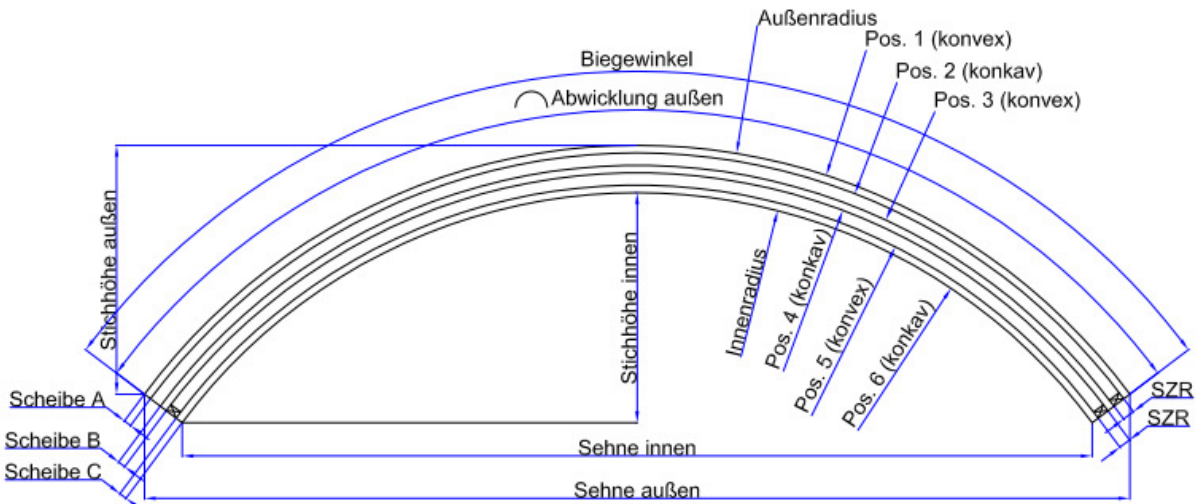 Außenradius
Pos. 1 (konvex)
Biegewinkel
Pos. 2 (konkav)
Abwicklung außen
Pos. 3 (konvex)
Stichhöhe außen
Stichhöhe innen
Innenradius
Pos. 4 (konkav)
Pos. 5 (konvex)
Pos. 6 (konkav)
Scheibe A
SZR
Scheibe B
SZR
Sehne innen
Scheibe C
Sehne außen